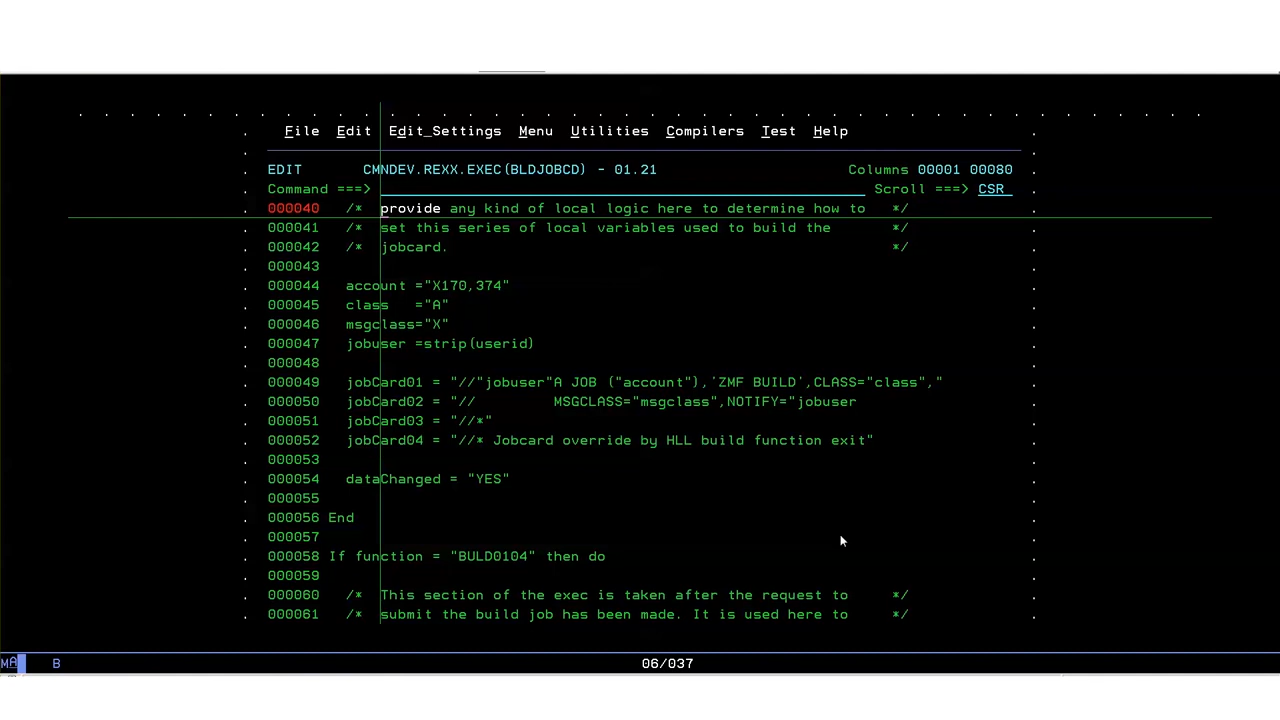 File Edit Edit_Settings Menu Utilities Compilers Test Help
EDIT CMNDEV.REXX.EXEC(BLDJOBCD) - 01.21 Columns 00001 00080
Command ===> Scroll ===> CSR
000040 /* provide any kind of local logic here to determine how to */
000041 /* set this series of local variables used to build the */
000042 /* jobcard. */
000043
000044 account ="X170,374"
000045 class ="A"
000046 msgclass="X"
000047 jobuser =strip(userid)
000048
000049 jobCard01 = "//"jobuser"A JOB ("account"),'ZMF BUILD',CLASS="class","
000050 jobCard02 = "// MSGCLASS="msgclass",NOTIFY="jobuser
000051 jobCard03 = "//*"
000052 jobCard04 = "//* Jobcard override by HLL build function exit"
000053
000054 dataChanged = "YES"
000055
000056 End
000057
000058 If function = "BULD0104" then do
000059
000060 /* This section of the exec is taken after the request to */
000061 /* submit the build job has been made. It is used here to */
MA B 06/037